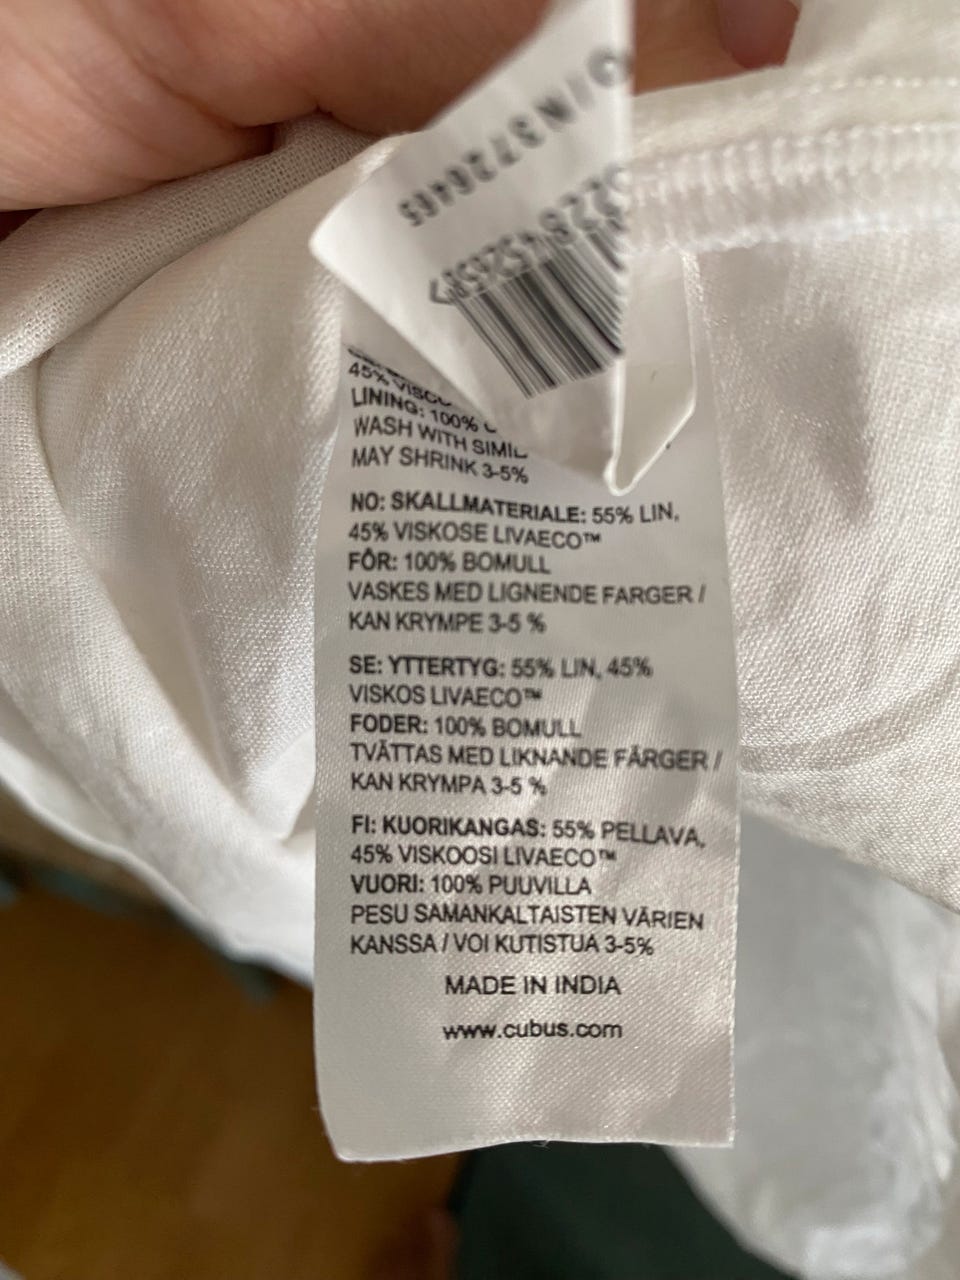 3726465
45% VISCO
LINING: 100%
WASH WITH SIMIL
MAY SHRINK 3-5%
NO: SKALLMATERIALE: 55% LIN,
45% VISKOSE LIVAECO™
FÔR: 100% BOMULL
VASKES MED LIGNENDE FARGER /
KAN KRYMPE 3-5 %
SE: YTTERTYG: 55% LIN, 45%
VISKOS LIVAECO™
FODER: 100% BOMULL
TVÄTTAS MED LIKNANDE FÄRGER /
KAN KRYMPA 3-5 %
FI: KUORIKANGAS: 55% PELLAVA,
45% VISKOOSI LIVAECO™
VUORI: 100% PUUVILLA
PESU SAMANKALTAISTEN VÄRIEN
KANSSA / VOI KUTISTUA 3-5%
MADE IN INDIA
www.cubus.com